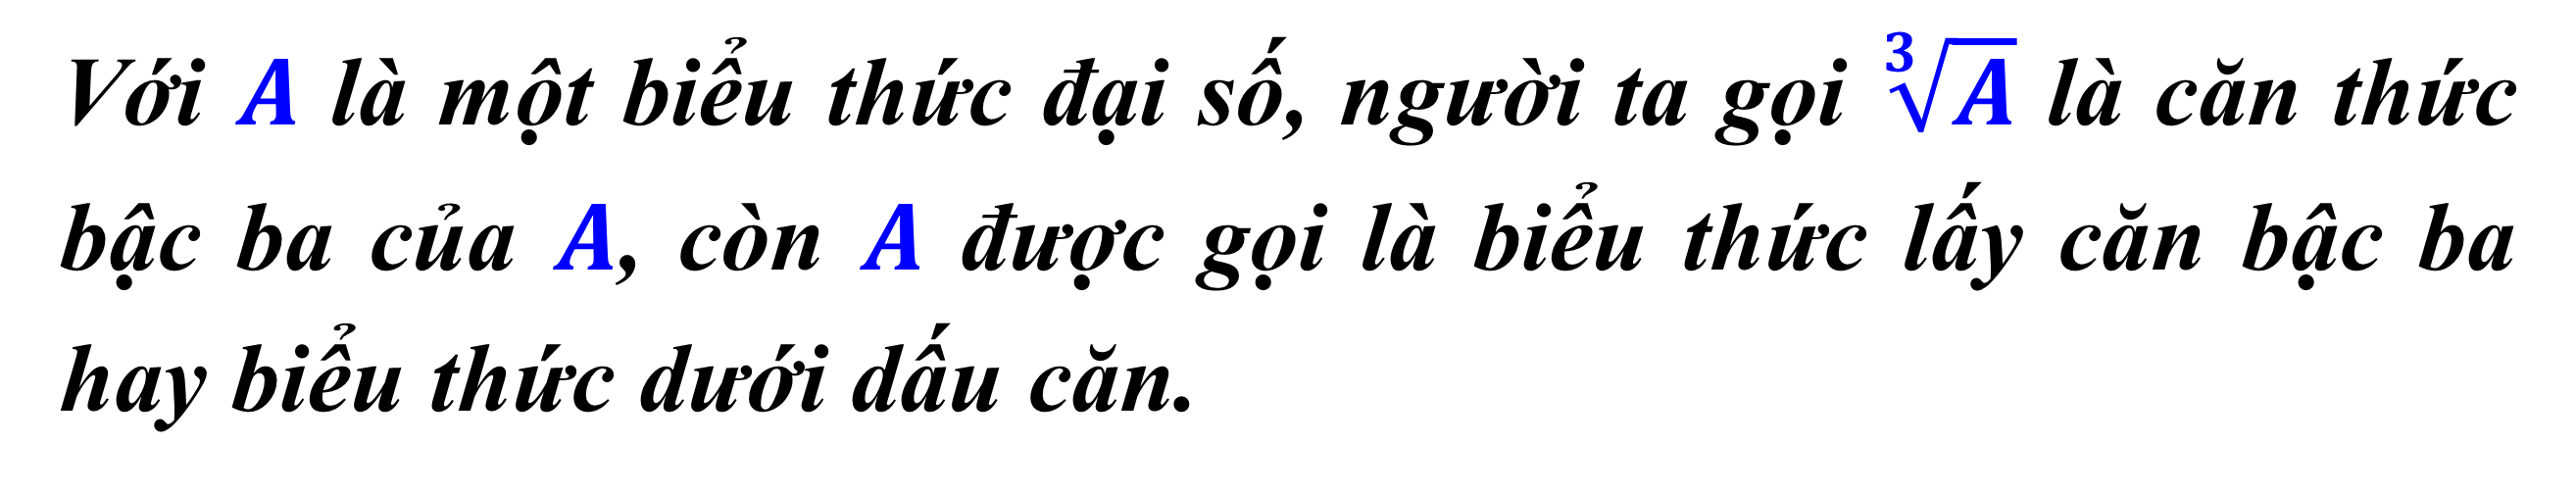 Với A là một biểu thức đại số, người ta gọi ∛A là căn thức
bậc ba của A, còn A được gọi là biểu thức lấy căn bậc ba
hay biểu thức dưới dấu căn.